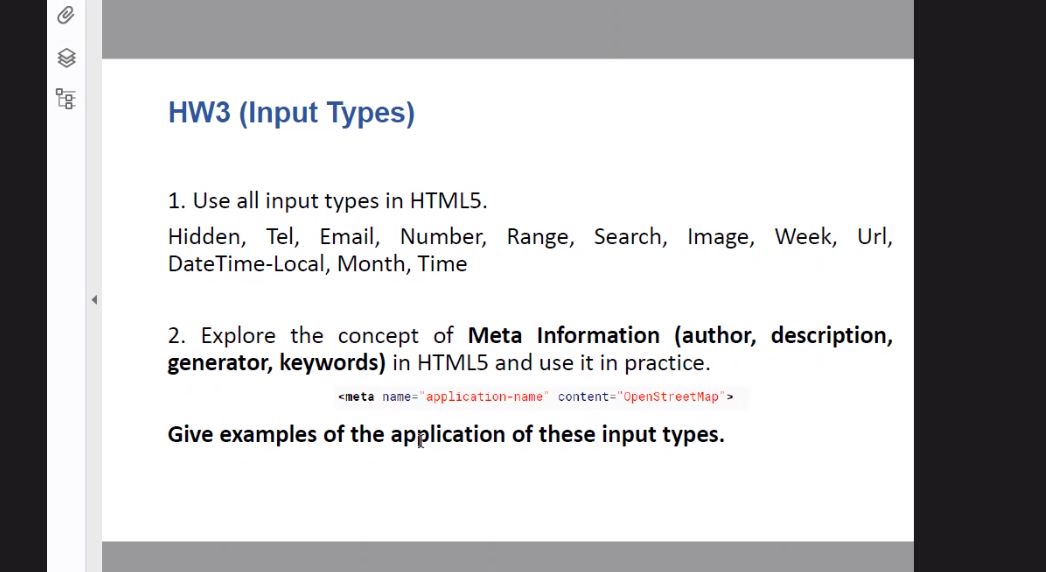 HW3 (Input Types)
1. Use all input types in HTML5.
Hidden, Tel, Email, Number, Range, Search, Image, Week, Url,
DateTime-Local, Month, Time
2. Explore the concept of Meta Information (author, description,
generator, keywords) in HTML5 and use it in practice.
<meta name="application-name" content="OpenStreetMap">
Give examples of the application of these input types.